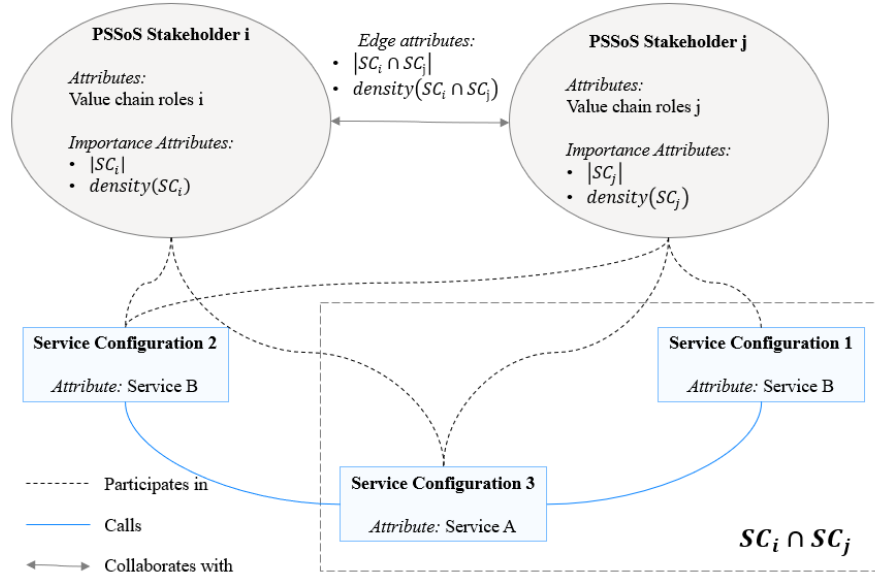 PSSoS Stakeholder i
Attributes:
Value chain roles i
Importance Attributes:
• |SCᵢ|
• density(SCᵢ)
Edge attributes:
• |SCᵢ ∩ SCⱼ|
• density(SCᵢ ∩ SCⱼ)
PSSoS Stakeholder j
Attributes:
Value chain roles j
Importance Attributes:
• |SCⱼ|
• density(SCⱼ)
Service Configuration 2
Attribute: Service B
Service Configuration 1
Attribute: Service B
Service Configuration 3
Attribute: Service A
SCᵢ ∩ SCⱼ
Participates in
Calls
Collaborates with